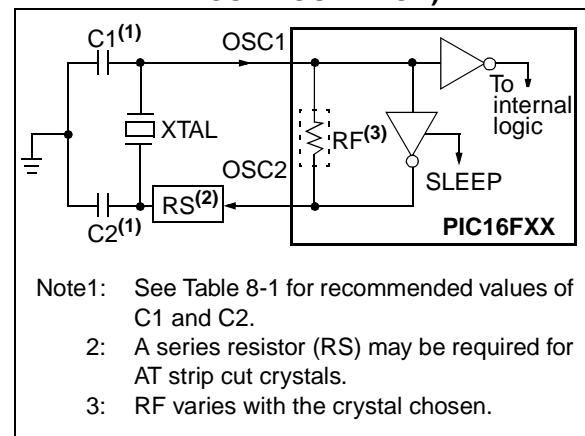 C1(1)
OSC1
To
internal
logic
XTAL
RF(3)
OSC2
SLEEP
RS(2)
C2(1)
PIC16FXX
Note1: See Table 8-1 for recommended values of
C1 and C2.
2: A series resistor (RS) may be required for
AT strip cut crystals.
3: RF varies with the crystal chosen.